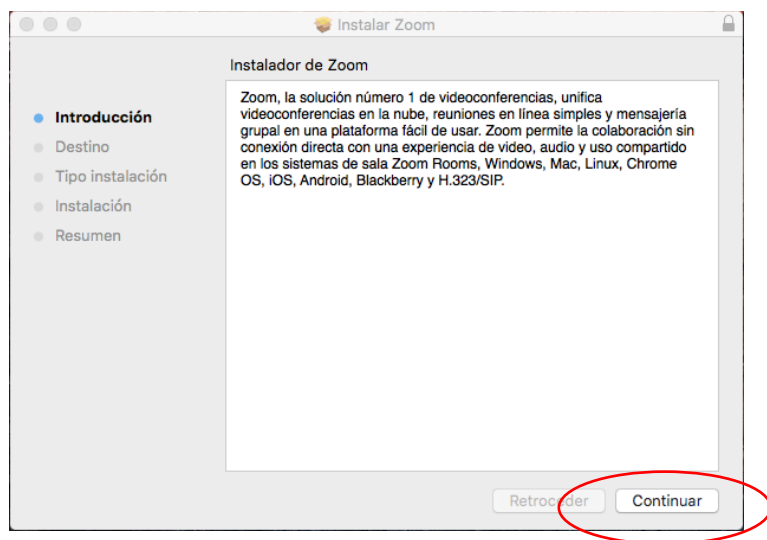 Instalar Zoom
Instalador de Zoom
Introducción
Destino
Tipo instalación
Instalación
Resumen
Zoom, la solución número 1 de videoconferencias, unifica
videoconferencias en la nube, reuniones en línea simples y mensajería
grupal en una plataforma fácil de usar. Zoom permite la colaboración sin
conexión directa con una experiencia de video, audio y uso compartido
en los sistemas de sala Zoom Rooms, Windows, Mac, Linux, Chrome
OS, iOS, Android, Blackberry y H.323/SIP.
Retroceder
Continuar